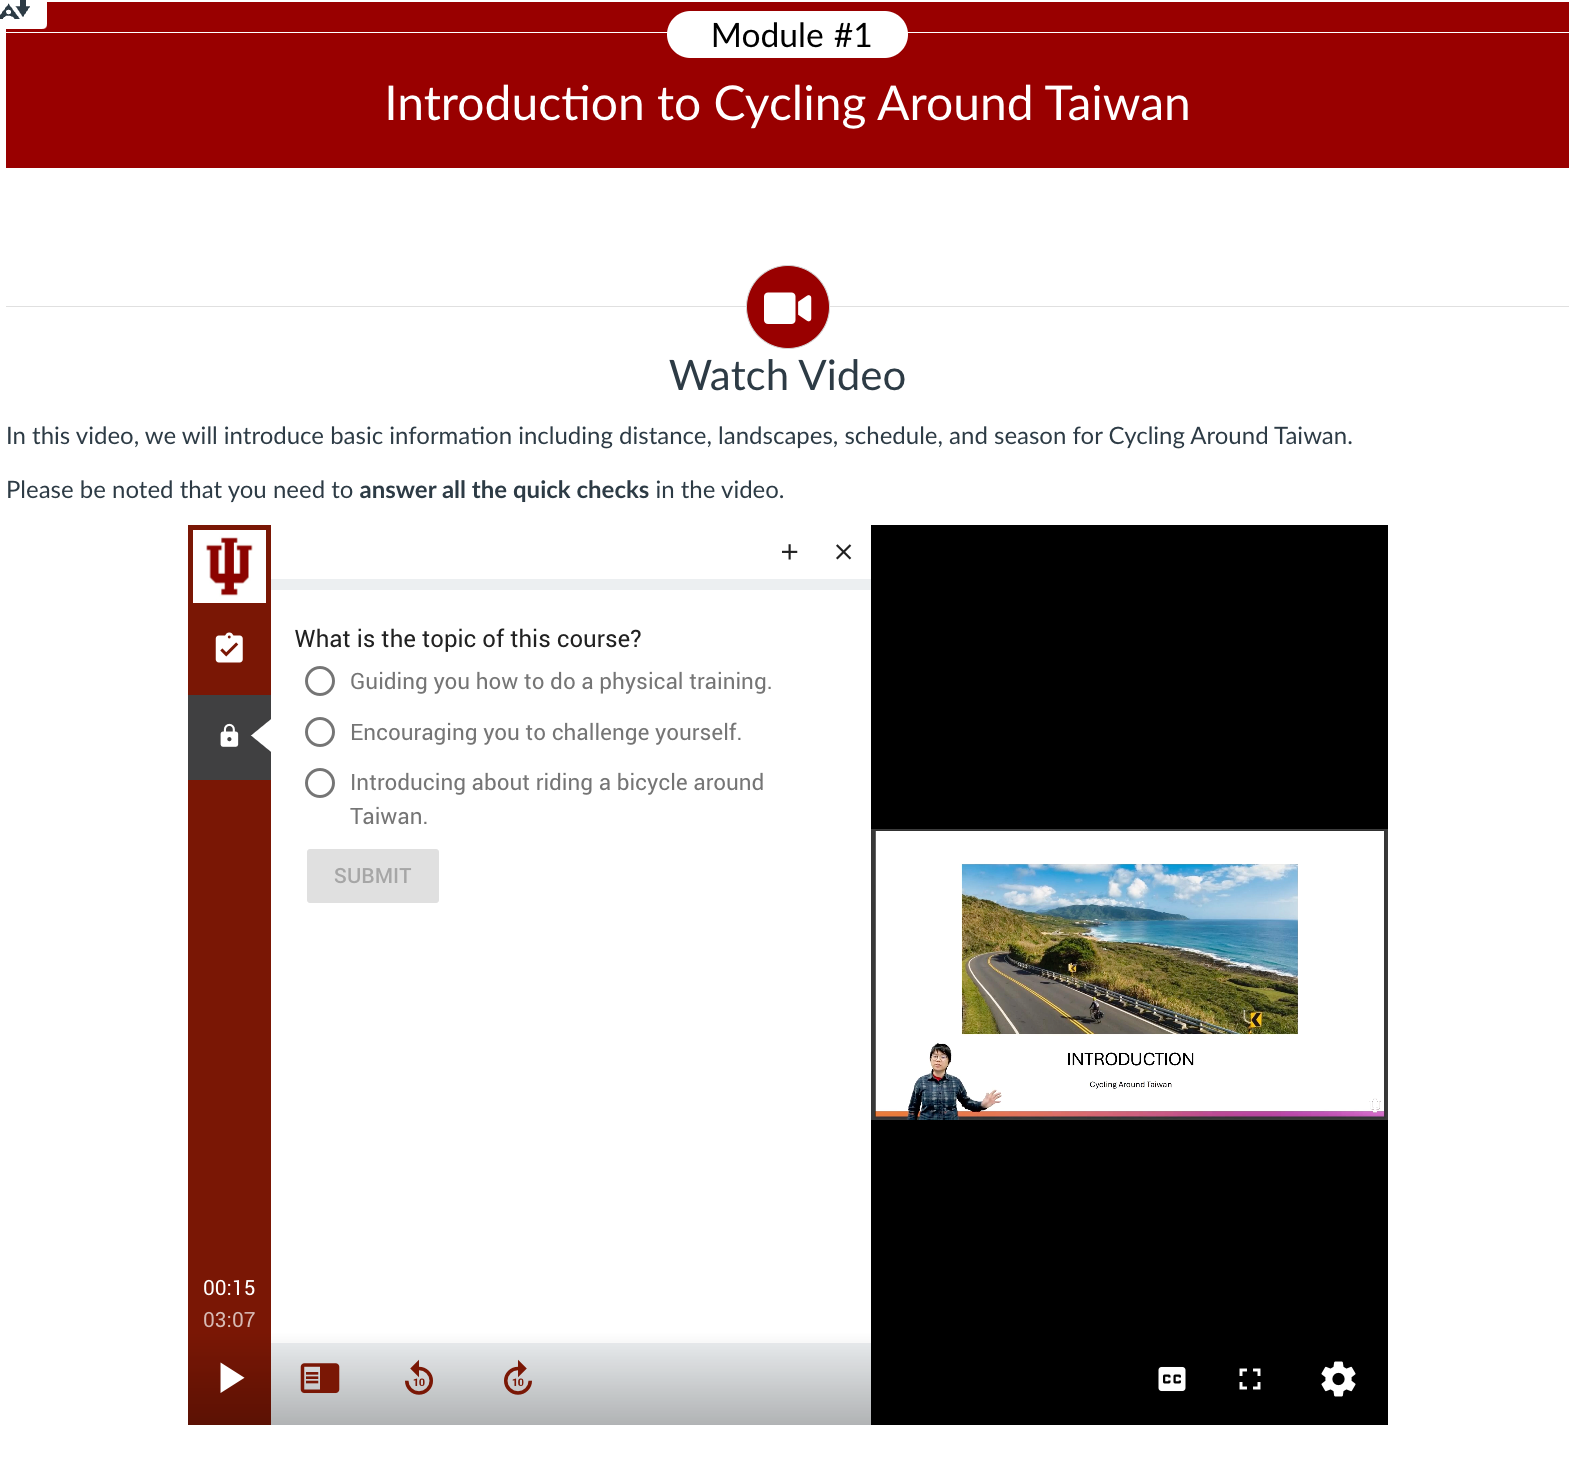 Module #1
Introduction to Cycling Around Taiwan
Watch Video
In this video, we will introduce basic information including distance, landscapes, schedule, and season for Cycling Around Taiwan.
Please be noted that you need to answer all the quick checks in the video.
What is the topic of this course?
Guiding you how to do a physical training.
Encouraging you to challenge yourself.
Introducing about riding a bicycle around
Taiwan.
SUBMIT
INTRODUCTION
Cycling Around Taiwan
00:15
03:07
10
10
CC